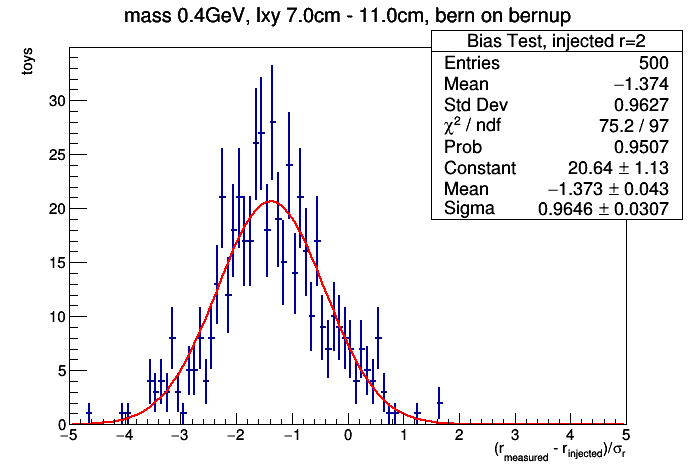 mass 0.4GeV, lxy 7.0cm - 11.0cm, bern on bernup
Bias Test, injected r=2
Entries 500
Mean −1.374
Std Dev 0.9627
χ² / ndf 75.2 / 97
Prob 0.9507
Constant 20.64 ± 1.13
Mean −1.373 ± 0.043
Sigma 0.9646 ± 0.0307
toys
30
25
20
15
10
5
0
−5 −4 −3 −2 −1 0 1 2 3 4 5
(r_measured - r_injected)/σ_r